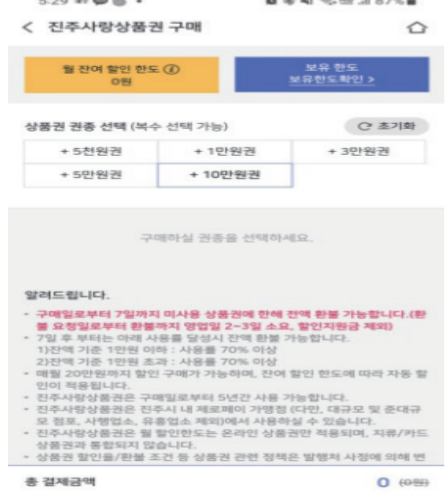 5:29
87%
< 진주사랑상품권 구매
월 잔여 할인 한도
0원
보유 한도
보유한도확인 >
상품권 권종 선택 (복수 선택 가능)
초기화
+ 5천원권
+ 1만원권
+ 3만원권
+ 5만원권
+ 10만원권
구매하실 권종을 선택하세요.
알려드립니다.
- 구매일로부터 7일까지 미사용 상품권에 한해 전액 환불 가능합니다.(환
불 요청일로부터 환불까지 영업일 2~3일 소요, 할인지원금 제외)
- 7일 후 부터는 아래 사용률 달성시 잔액 환불 가능합니다.
1)잔액 기준 1만원 이하 : 사용률 70% 이상
2)잔액 기준 1만원 초과 : 사용률 70% 이상
- 매월 20만원까지 할인 구매가 가능하며, 잔여 할인 한도에 따라 자동 할
인이 적용됩니다.
- 진주사랑상품권은 구매일로부터 5년간 사용 가능합니다.
- 진주사랑상품권은 진주시 내 제로페이 가맹점 (다만, 대규모 및 준대규
모 점포, 사행업소, 유흥업소 제외)에서 사용하실 수 있습니다.
- 진주사랑상품권은 월 할인한도는 온라인 상품권만 적용되며, 지류/카드
상품권과 통합되지 않습니다.
- 상품권 할인율/환불 조건 등 상품권 관련 정책은 발행처 사정에 의해 변
총 결제금액
0 (0원)